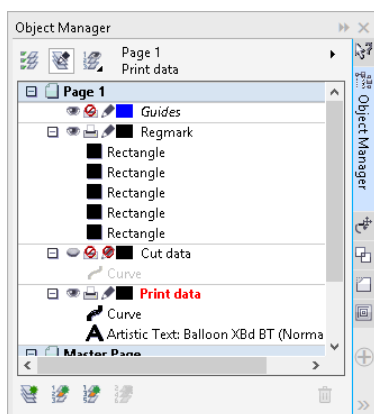 Object Manager
Page 1
Print data
Page 1
Guides
Regmark
Rectangle
Rectangle
Rectangle
Rectangle
Rectangle
Cut data
Curve
Print data
Curve
Artistic Text: Balloon XBd BT (Norma
Master Page
Object Manager